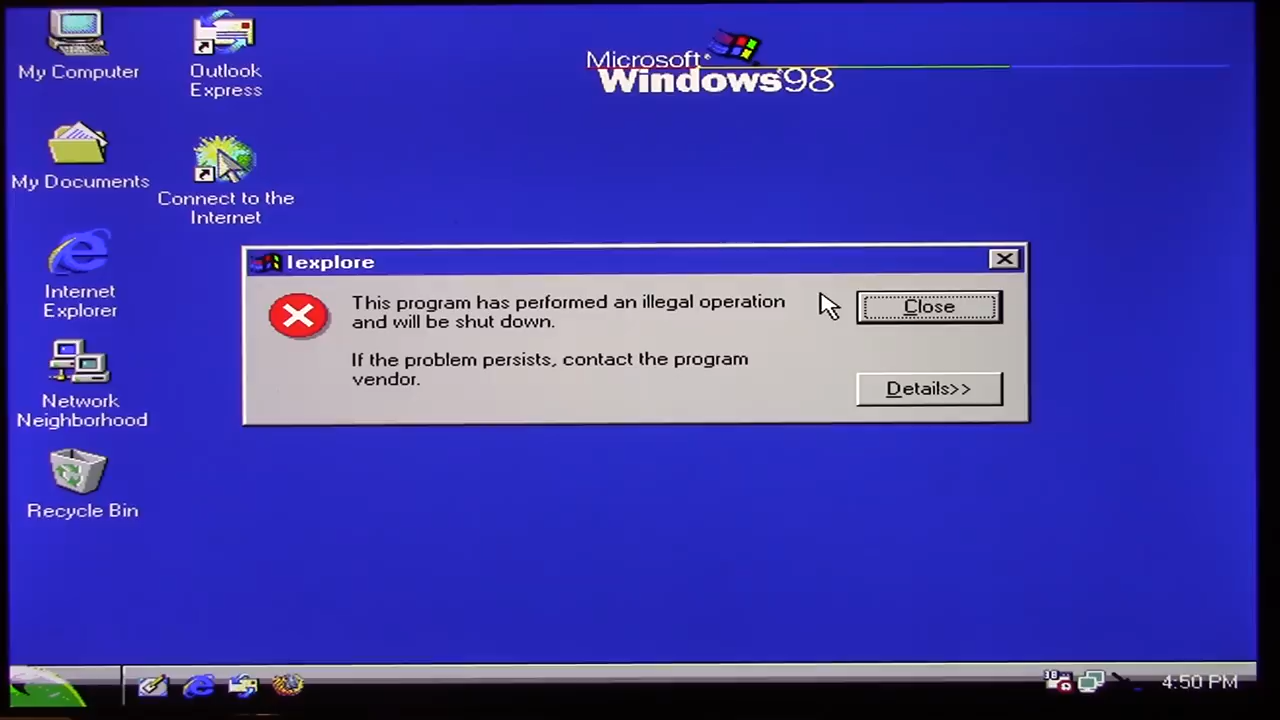 My Computer
Outlook
Express
Microsoft
Windows 98
My Documents
Connect to the
Internet
Internet
Explorer
Iexplore
This program has performed an illegal operation
and will be shut down.
If the problem persists, contact the program
vendor.
Close
Details>>
Network
Neighborhood
Recycle Bin
4:50 PM